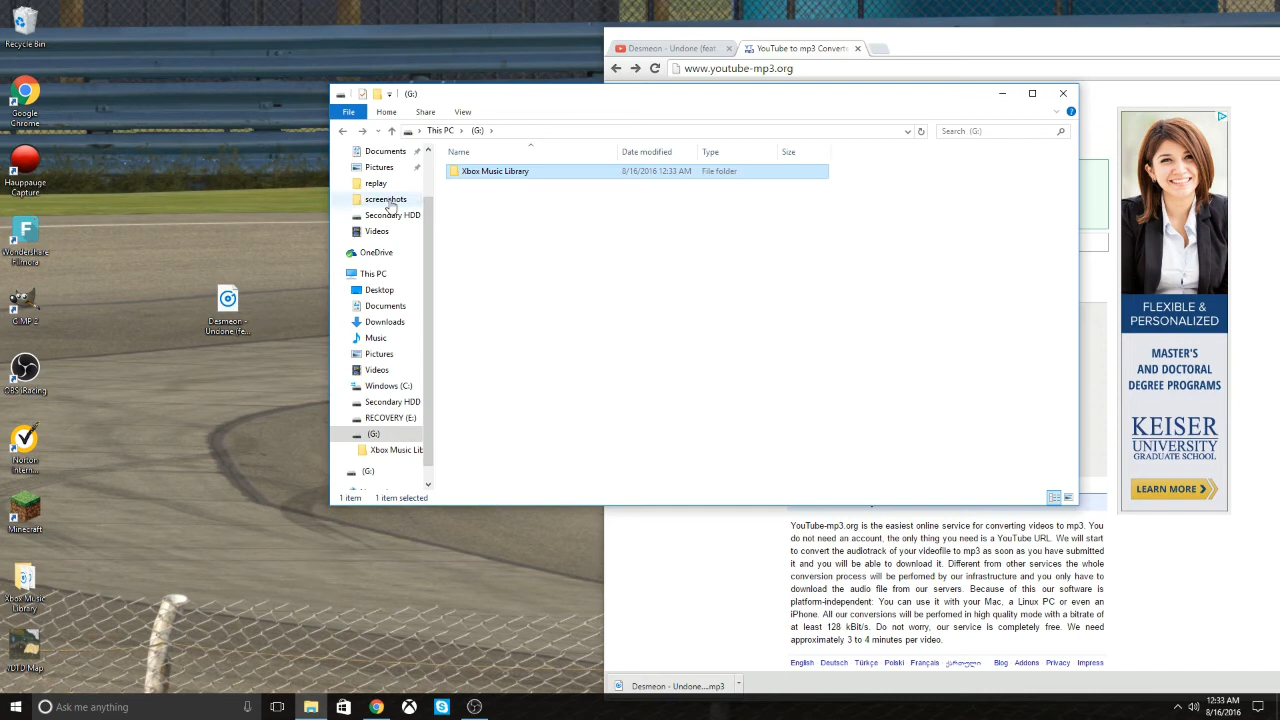 Recycle Bin
Google
Chrome
Hauppauge
Capture
Wondershare
Filmora
GIMP 2
OBS iRacing
Norton
Intern...
Minecraft
Xbox Music
Library
7DTD Map
Desmeon -
Undone (fe...
Desmeon - Undone (feat.
YouTube to mp3 Converte
www.youtube-mp3.org
(G:)
File
Home
Share
View
This PC
(G:)
Search (G:)
Documents
Pictures
replay
screenshots
Secondary HDD
Videos
OneDrive
This PC
Desktop
Documents
Downloads
Music
Pictures
Videos
Windows (C:)
Secondary HDD
RECOVERY (E:)
(G:)
Xbox Music Lib
(G:)
Name
Date modified
Type
Size
Xbox Music Library
8/16/2016 12:33 AM
File folder
1 item
1 item selected
FLEXIBLE &
PERSONALIZED
MASTER'S
AND DOCTORAL
DEGREE PROGRAMS
KEISER
UNIVERSITY
GRADUATE SCHOOL
LEARN MORE
YouTube-mp3.org is the easiest online service for converting videos to mp3. You
do not need an account, the only thing you need is a YouTube URL. We will start
to convert the audiotrack of your videofile to mp3 as soon as you have submitted
it and you will be able to download it. Different from other services the whole
conversion process will be perfomed by our infrastructure and you only have to
download the audio file from our servers. Because of this our software is
platform-independent: You can use it with your Mac, a Linux PC or even an
iPhone. All our conversions will be perfomed in high quality mode with a bitrate of
at least 128 kBit/s. Do not worry, our service is completely free. We need
approximately 3 to 4 minutes per video.
English Deutsch Türkçe Polski Français ქართული Blog Addons Privacy Impress
Desmeon - Undone....mp3
Ask me anything
12:33 AM
8/16/2016